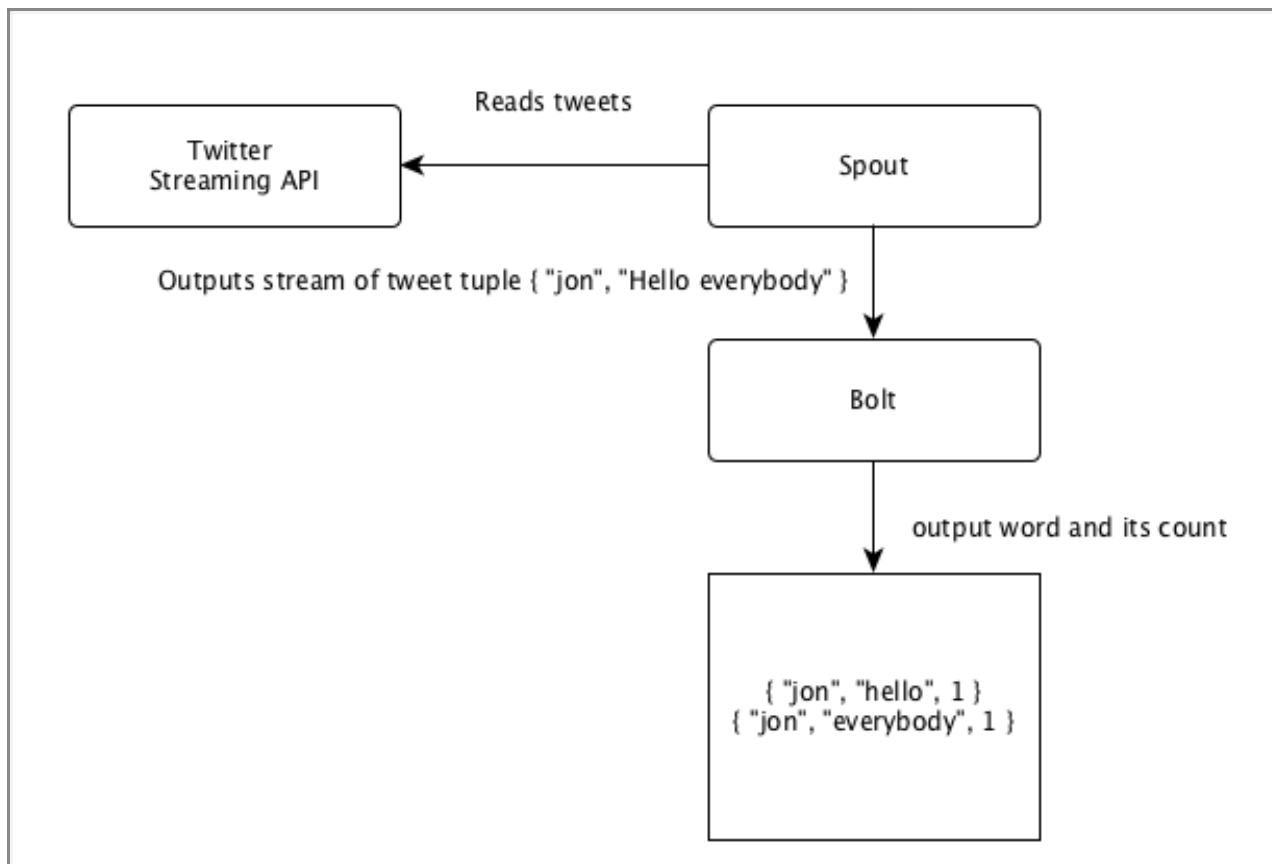 Reads tweets
Twitter
Streaming API
Spout
Outputs stream of tweet tuple { "jon", "Hello everybody" }
Bolt
output word and its count
{ "jon", "hello", 1 }
{ "jon", "everybody", 1 }